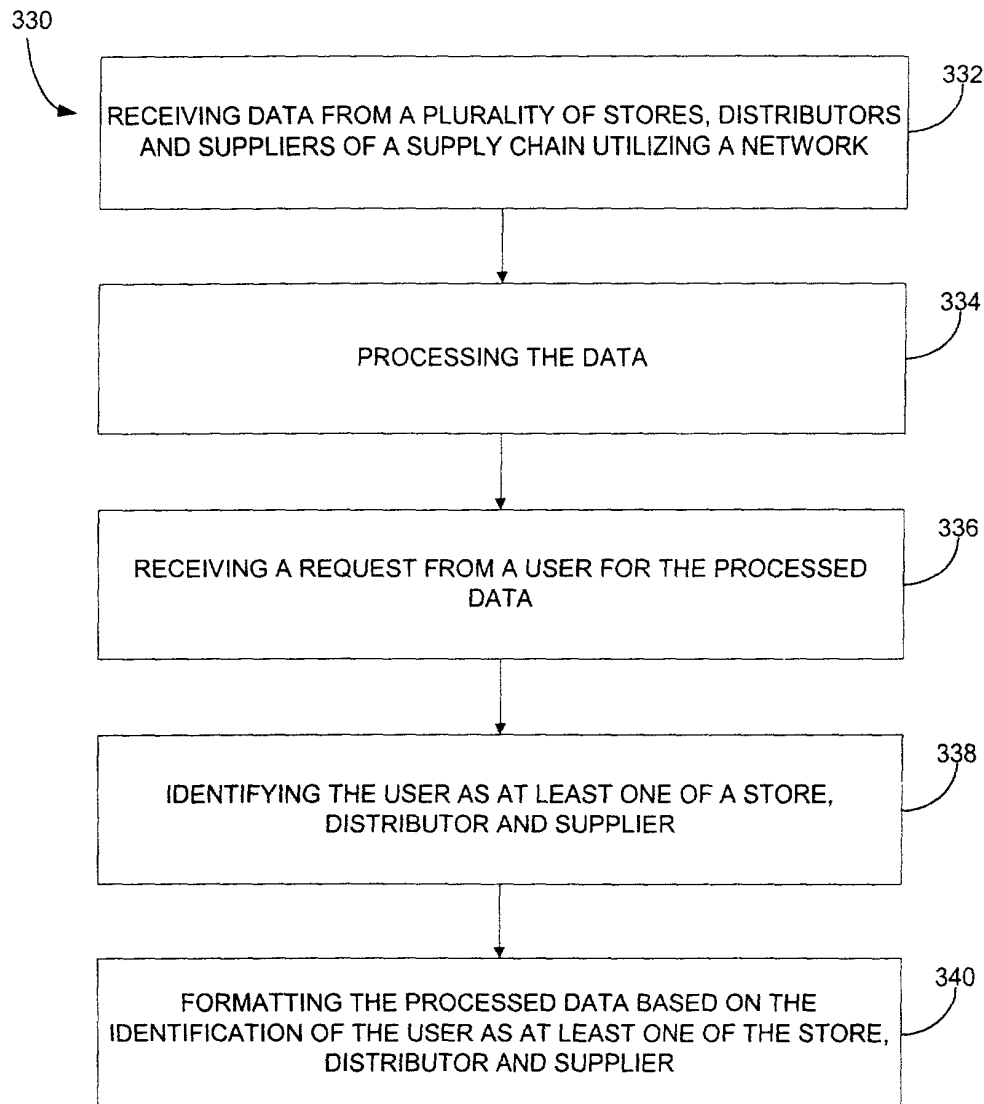 330
332
RECEIVING DATA FROM A PLURALITY OF STORES, DISTRIBUTORS
AND SUPPLIERS OF A SUPPLY CHAIN UTILIZING A NETWORK
334
PROCESSING THE DATA
336
RECEIVING A REQUEST FROM A USER FOR THE PROCESSED
DATA
338
IDENTIFYING THE USER AS AT LEAST ONE OF A STORE,
DISTRIBUTOR AND SUPPLIER
340
FORMATTING THE PROCESSED DATA BASED ON THE
IDENTIFICATION OF THE USER AS AT LEAST ONE OF THE STORE,
DISTRIBUTOR AND SUPPLIER